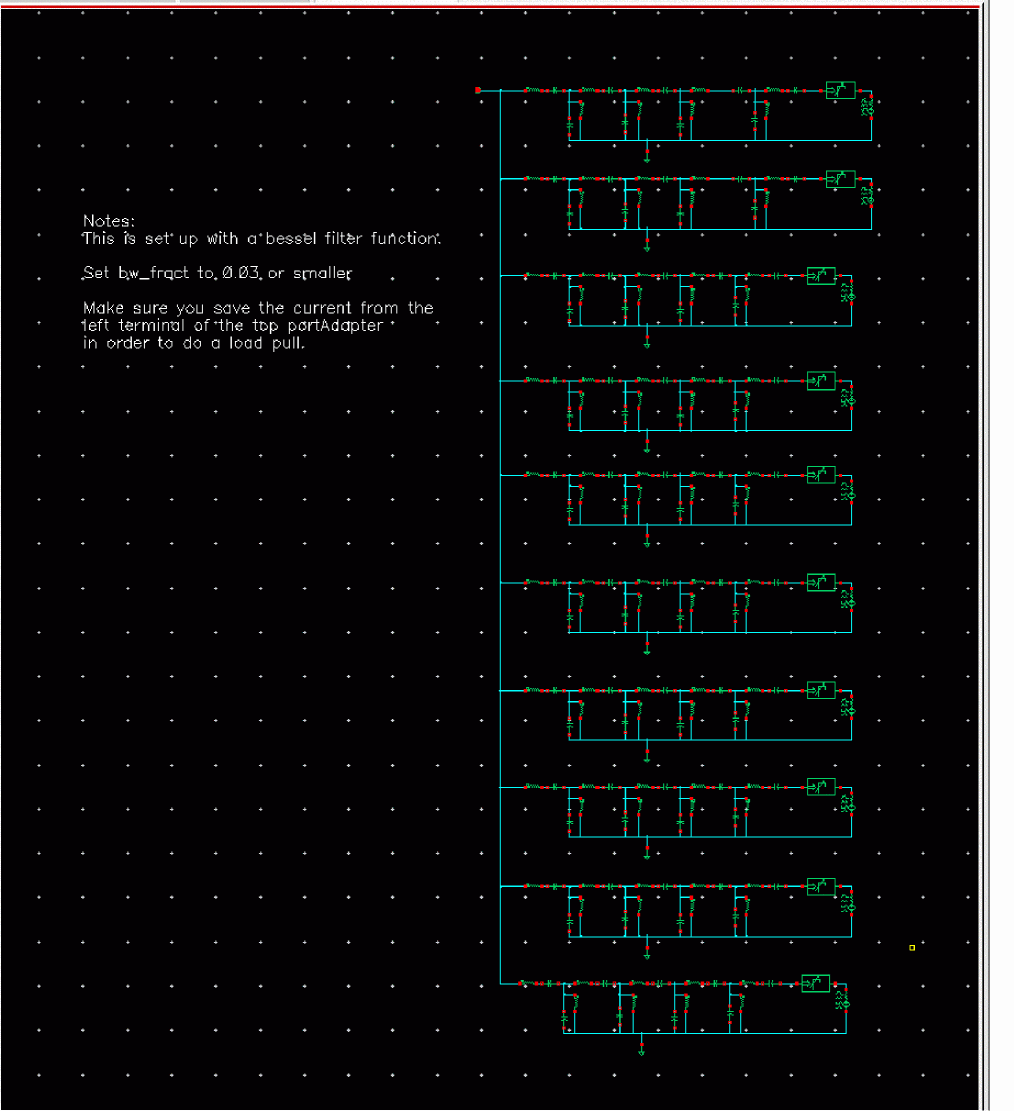 Notes:
This is set up with a bessel filter function.
Set bw_fract to 0.03 or smaller
Make sure you save the current from the
left terminal of the top portAdapter
in order to do a load pull.